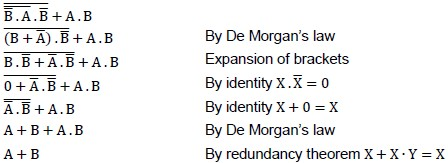 B̿̅ .̿ A̿ .̅ B̿ + A . B
(̅B̅ ̅+̅ ̅A̿)̅ ̅.̅ B̿ + A . B By De Morgan’s law
B̅ ̅.̅ B̿ ̅+̅ ̅A̿ ̅.̅ B̿ + A . B Expansion of brackets
0̅ ̅+̅ ̅A̿ ̅.̅ B̿ + A . B By identity X . X̅ = 0
A̿ ̅.̅ B̿ + A . B By identity X + 0 = X
A + B + A . B By De Morgan’s law
A + B By redundancy theorem X + X · Y = X